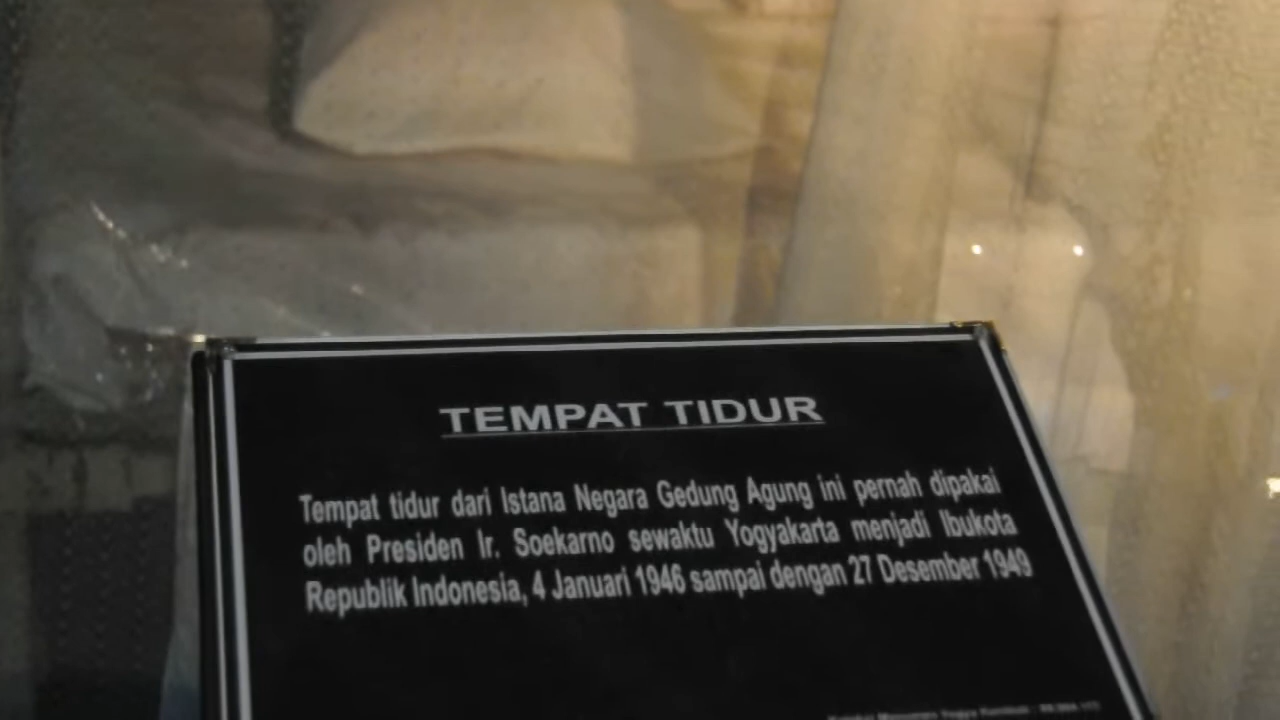 TEMPAT TIDUR
Tempat tidur dari Istana Negara Gedung Agung ini pernah dipakai
oleh Presiden Ir. Soekarno sewaktu Yogyakarta menjadi Ibukota
Republik Indonesia, 4 Januari 1946 sampai dengan 27 Desember 1949